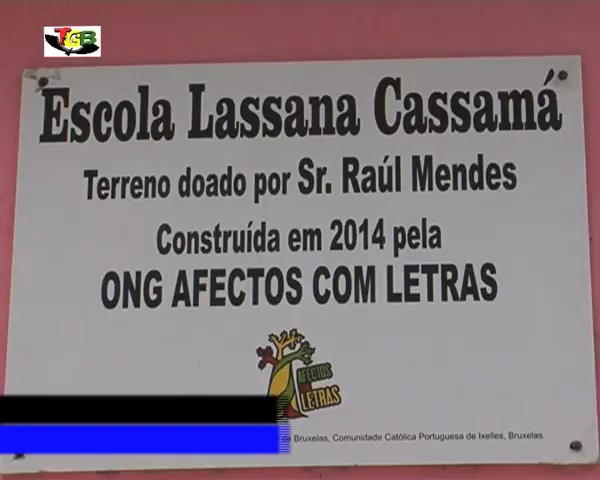 TGB
Escola Lassana Cassamá
Terreno doado por Sr. Raúl Mendes
Construída em 2014 pela
ONG AFECTOS COM LETRAS
AFECTOS
LETRAS
de Bruxelas, Comunidade Católica Portuguesa de Ixelles, Bruxelas.